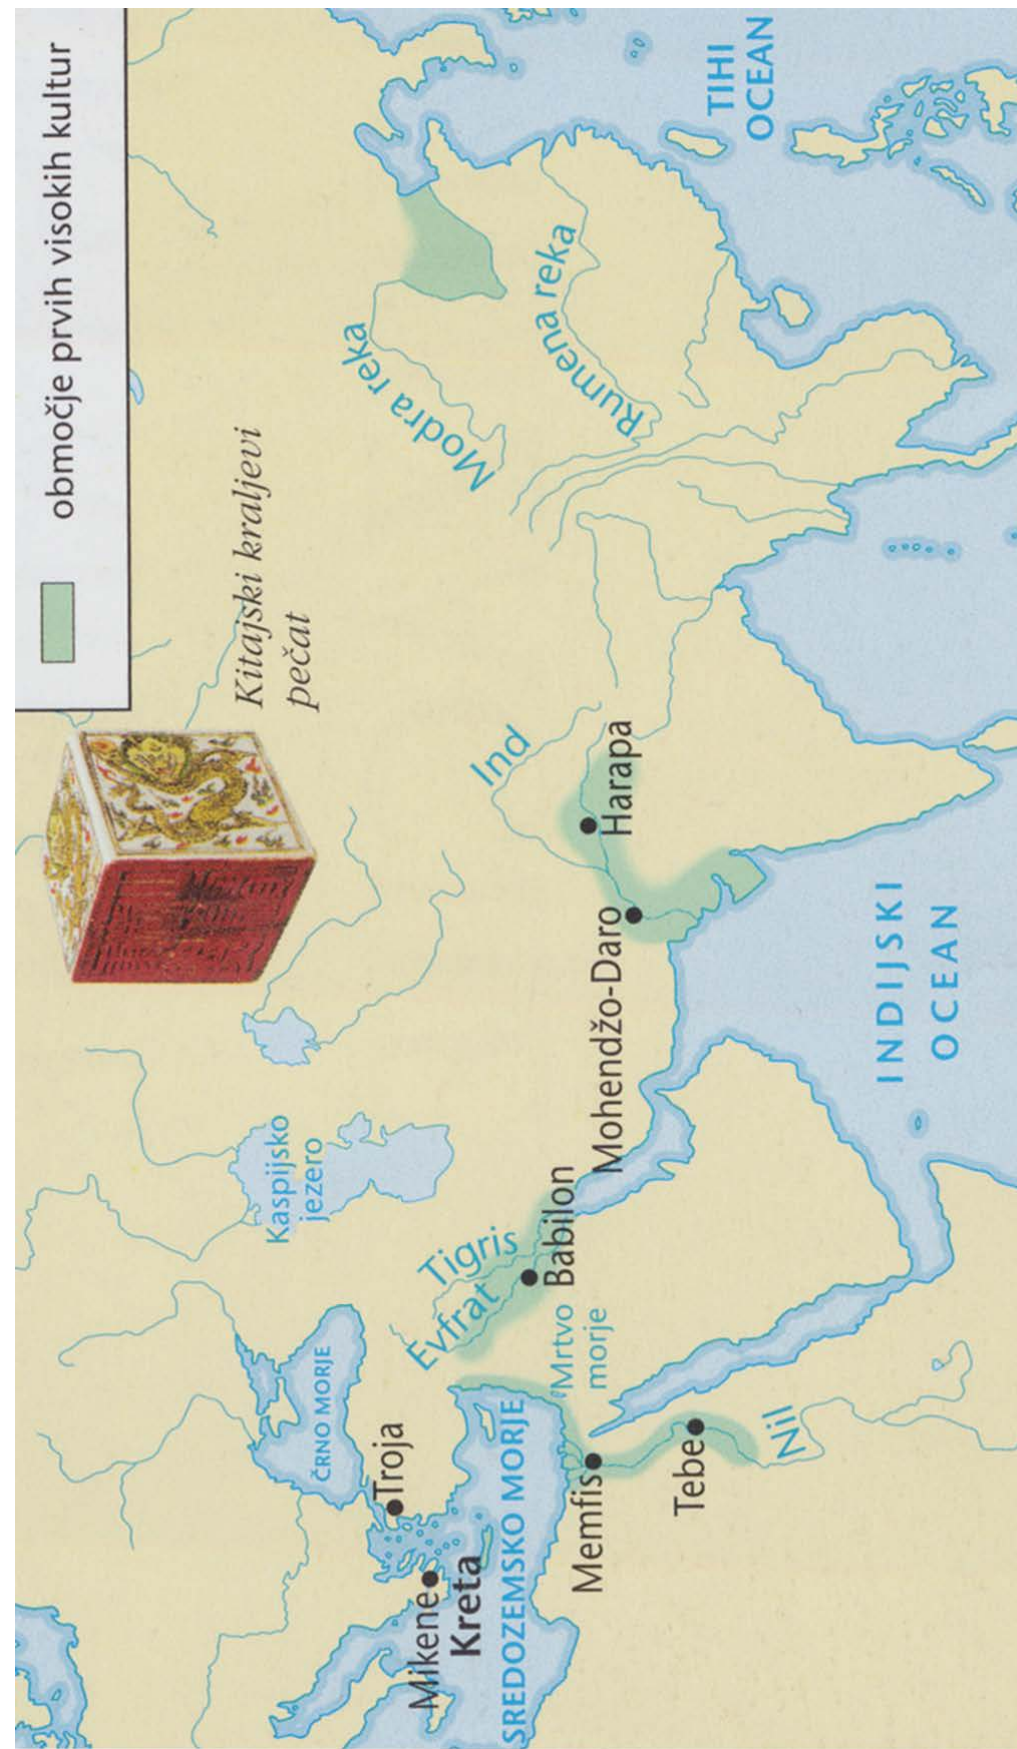 območje prvih visokih kultur
Kitajski kraljevi
pečat
Kaspijsko
jezero
ČRNO MORJE
Troja
Mikene
Kreta
SREDOZEMSKO MORJE
Evfrat
Tigris
Babilon
Mrtvo
morje
Memfis
Tebe
Nil
Ind
Harapa
Mohendžo-Daro
INDIJSKI
OCEAN
Modra reka
Rumena reka
TIHI
OCEAN